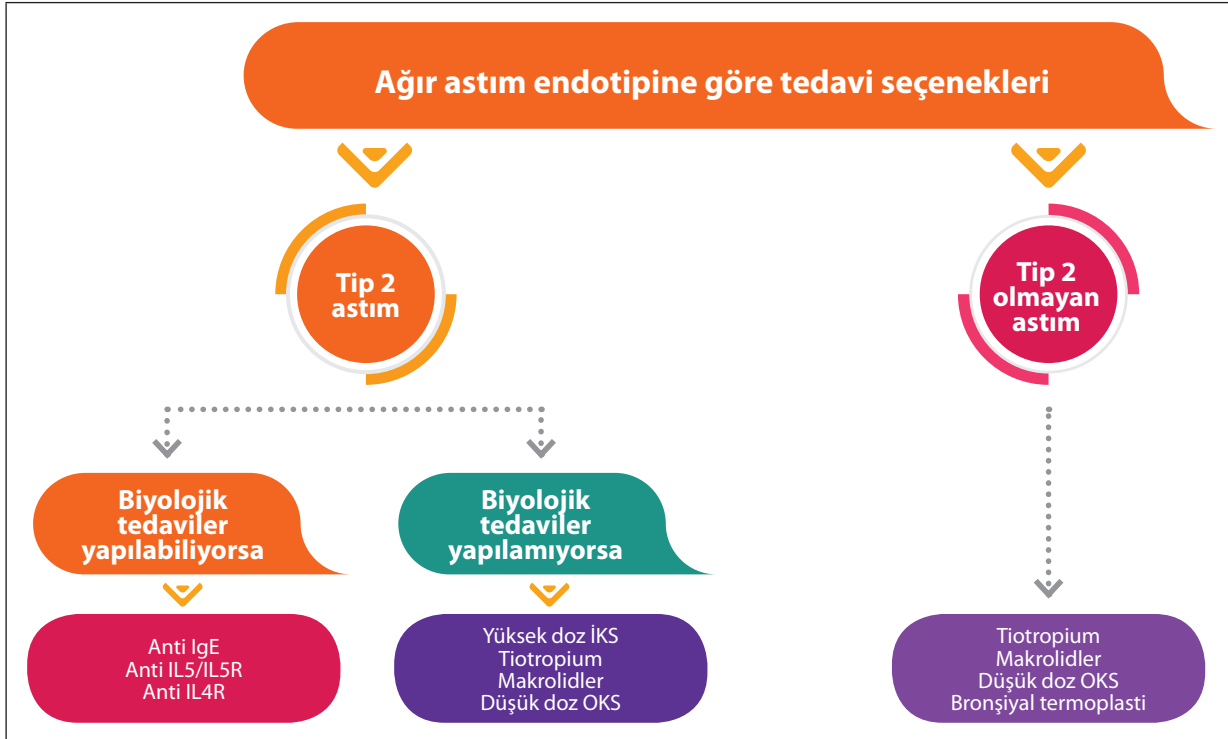 Ağır astım endotipine göre tedavi seçenekleri
Tip 2
astım
Tip 2
olmayan
astım
Biyolojik
tedaviler
yapılabiliyorsa
Biyolojik
tedaviler
yapılamıyorsa
Anti IgE
Anti IL5/IL5R
Anti IL4R
Yüksek doz İKS
Tiotropium
Makrolidler
Düşük doz OKS
Tiotropium
Makrolidler
Düşük doz OKS
Bronşiyal termoplasti